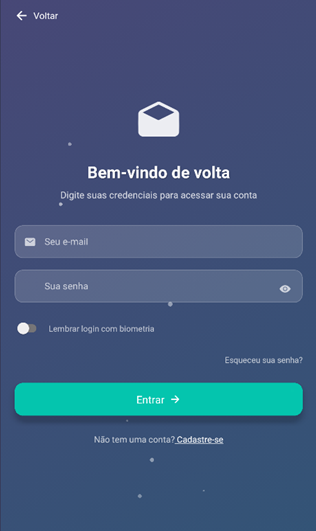 Voltar
Bem-vindo de volta
Digite suas credenciais para acessar sua conta
Seu e-mail
Sua senha
Lembrar login com biometria
Esqueceu sua senha?
Entrar
Não tem uma conta? Cadastre-se